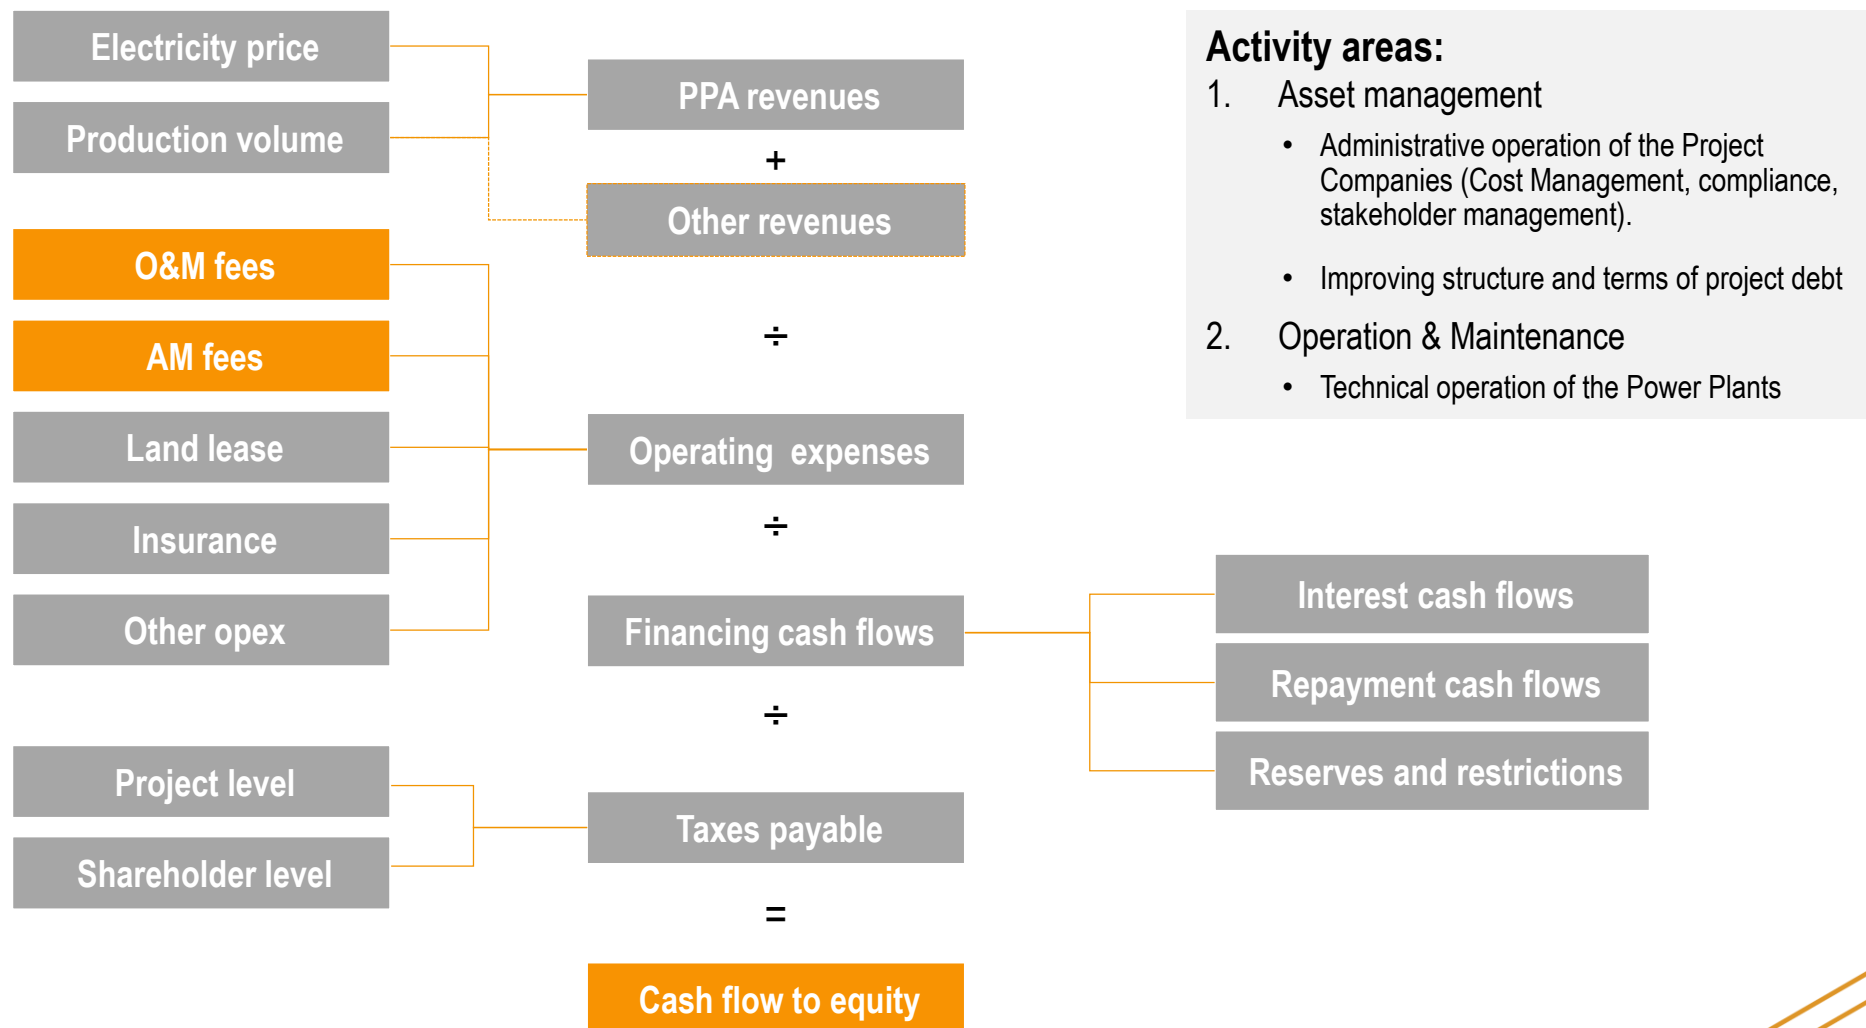 Electricity price
Production volume
O&M fees
AM fees
Land lease
Insurance
Other opex
Project level
Shareholder level
PPA revenues
+
Other revenues
÷
Operating expenses
÷
Financing cash flows
÷
Taxes payable
=
Cash flow to equity
Interest cash flows
Repayment cash flows
Reserves and restrictions
Activity areas:
1. Asset management
• Administrative operation of the Project
Companies (Cost Management, compliance,
stakeholder management).
• Improving structure and terms of project debt
2. Operation & Maintenance
• Technical operation of the Power Plants